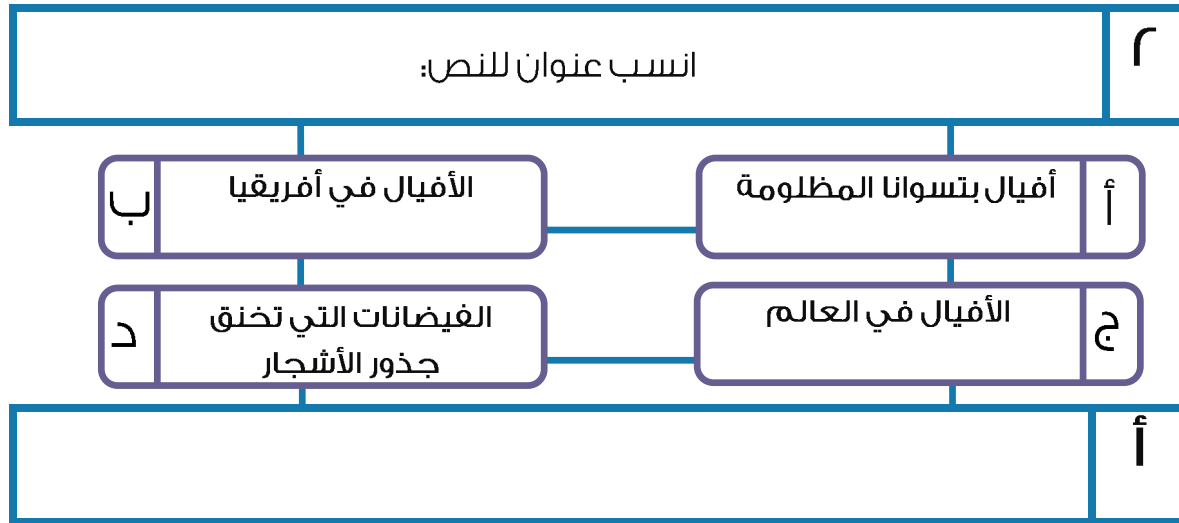 ٢
انسب عنوان للنص:
أ
أفيال بتسوانا المظلومة
ب
الأفيال في أفريقيا
ج
الأفيال في العالم
د
الفيضانات التي تخنق
جذور الأشجار
أ